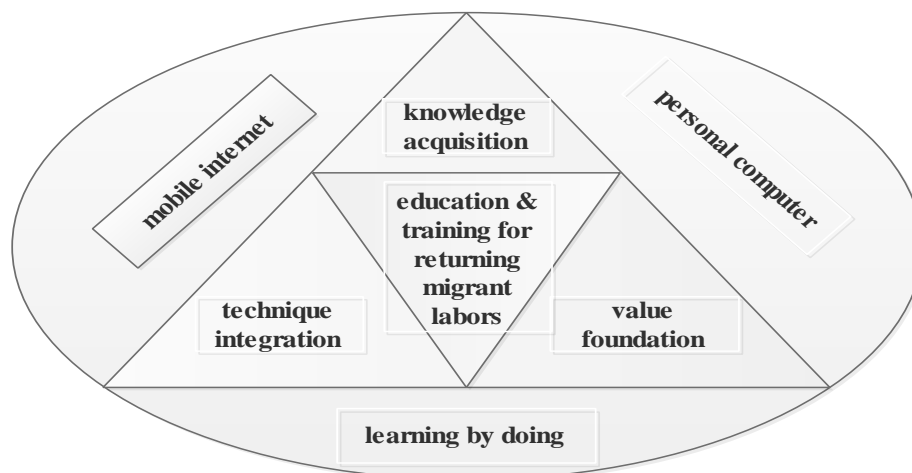 knowledge
acquisition
mobile internet
personal computer
education &
training for
returning
migrant
labors
technique
integration
value
foundation
learning by doing